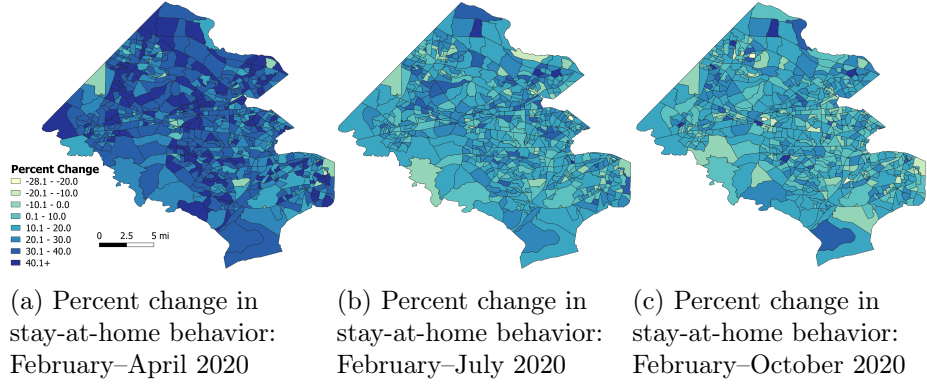 Percent Change
-28.1 - -20.0
-20.1 - -10.0
-10.1 - 0.0
0.1 - 10.0
10.1 - 20.0
20.1 - 30.0
30.1 - 40.0
40.1+
0 2.5 5 mi
(a) Percent change in
stay-at-home behavior:
February–April 2020
(b) Percent change in
stay-at-home behavior:
February–July 2020
(c) Percent change in
stay-at-home behavior:
February–October 2020